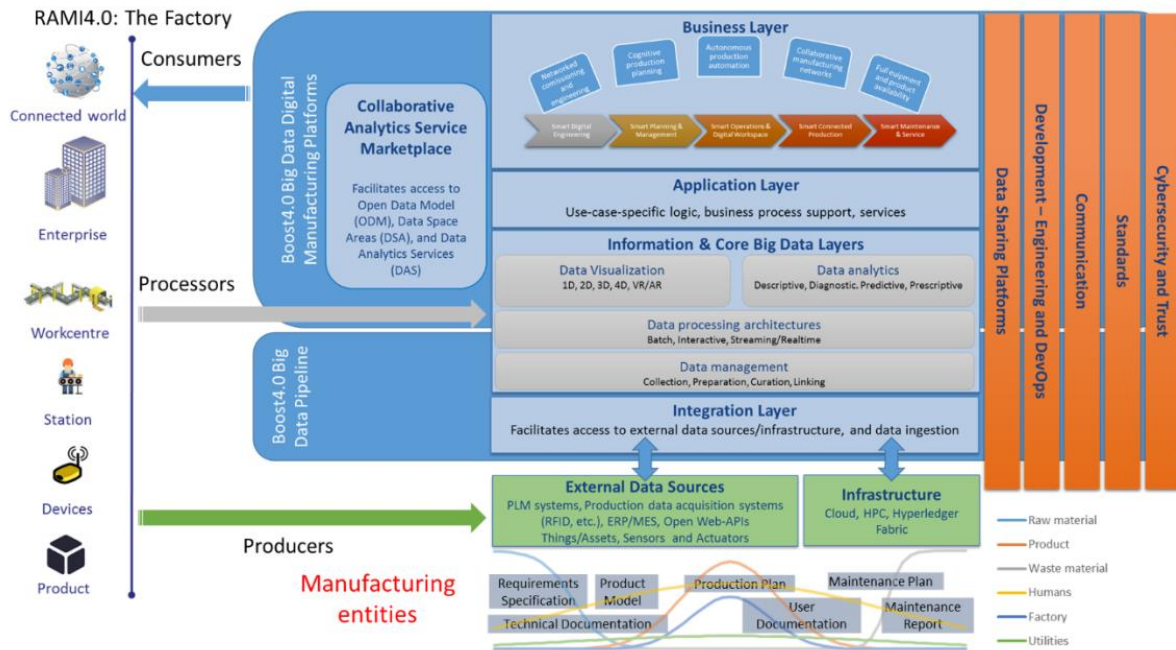 RAMI4.0: The Factory
Connected world
Enterprise
Workcentre
Station
Devices
Product
Consumers
Processors
Producers
Manufacturing
entities
Boost4.0 Big Data Digital
Manufacturing Platforms
Boost4.0 Big
Data Pipeline
Collaborative
Analytics Service
Marketplace
Facilitates access to
Open Data Model
(ODM), Data Space
Areas (DSA), and Data
Analytics Services
(DAS)
Business Layer
Networked
comissioning
and
engineering
Cognitive
production
planning
Autonomous
production
automation
Collaborative
manufacturing
networks
Full euipment
and product
availability
Smart Digital
Engineering
Smart Planning &
Management
Smart Operations &
Digital Workspace
Smart Connected
Production
Smart Maintenance
& Service
Application Layer
Use-case-specific logic, business process support, services
Information & Core Big Data Layers
Data Visualization
1D, 2D, 3D, 4D, VR/AR
Data analytics
Descriptive, Diagnostic. Predictive, Prescriptive
Data processing architectures
Batch, Interactive, Streaming/Realtime
Data management
Collection, Preparation, Curation, Linking
Integration Layer
Facilitates access to external data sources/infrastructure, and data ingestion
External Data Sources
PLM systems, Production data acquisition systems
(RFID, etc.), ERP/MES, Open Web-APIs
Things/Assets, Sensors and Actuators
Infrastructure
Cloud, HPC, Hyperledger
Fabric
Data Sharing Platforms
Development – Engineering and DevOps
Communication
Standards
Cybersecurity and Trust
Requirements
Specification
Product
Model
Production Plan
Maintenance Plan
Technical Documentation
User
Documentation
Maintenance
Report
Raw material
Product
Waste material
Humans
Factory
Utilities